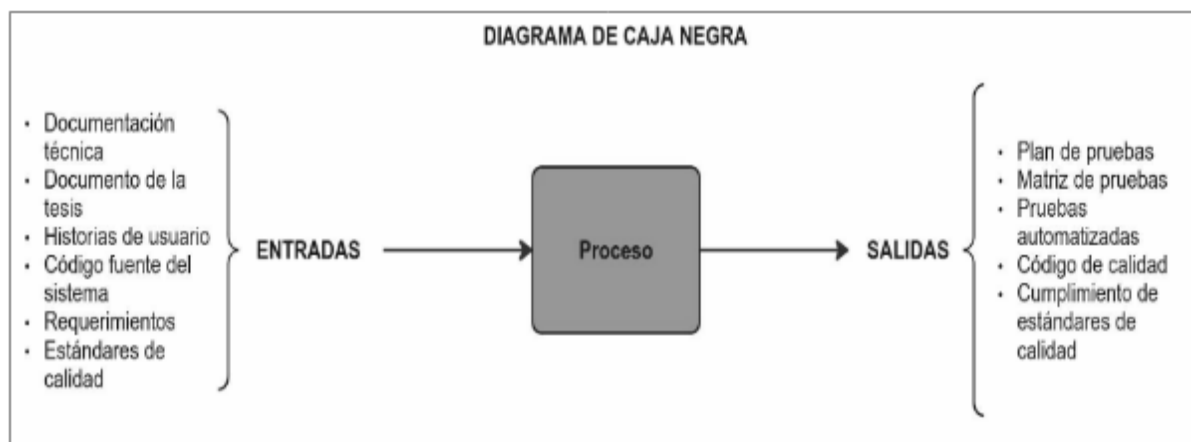 DIAGRAMA DE CAJA NEGRA
• Documentación
técnica
• Documento de la
tesis
• Historias de usuario
• Código fuente del
sistema
• Requerimientos
• Estándares de
calidad
ENTRADAS
Proceso
SALIDAS
• Plan de pruebas
• Matriz de pruebas
• Pruebas
automatizadas
• Código de calidad
• Cumplimiento de
estándares de
calidad